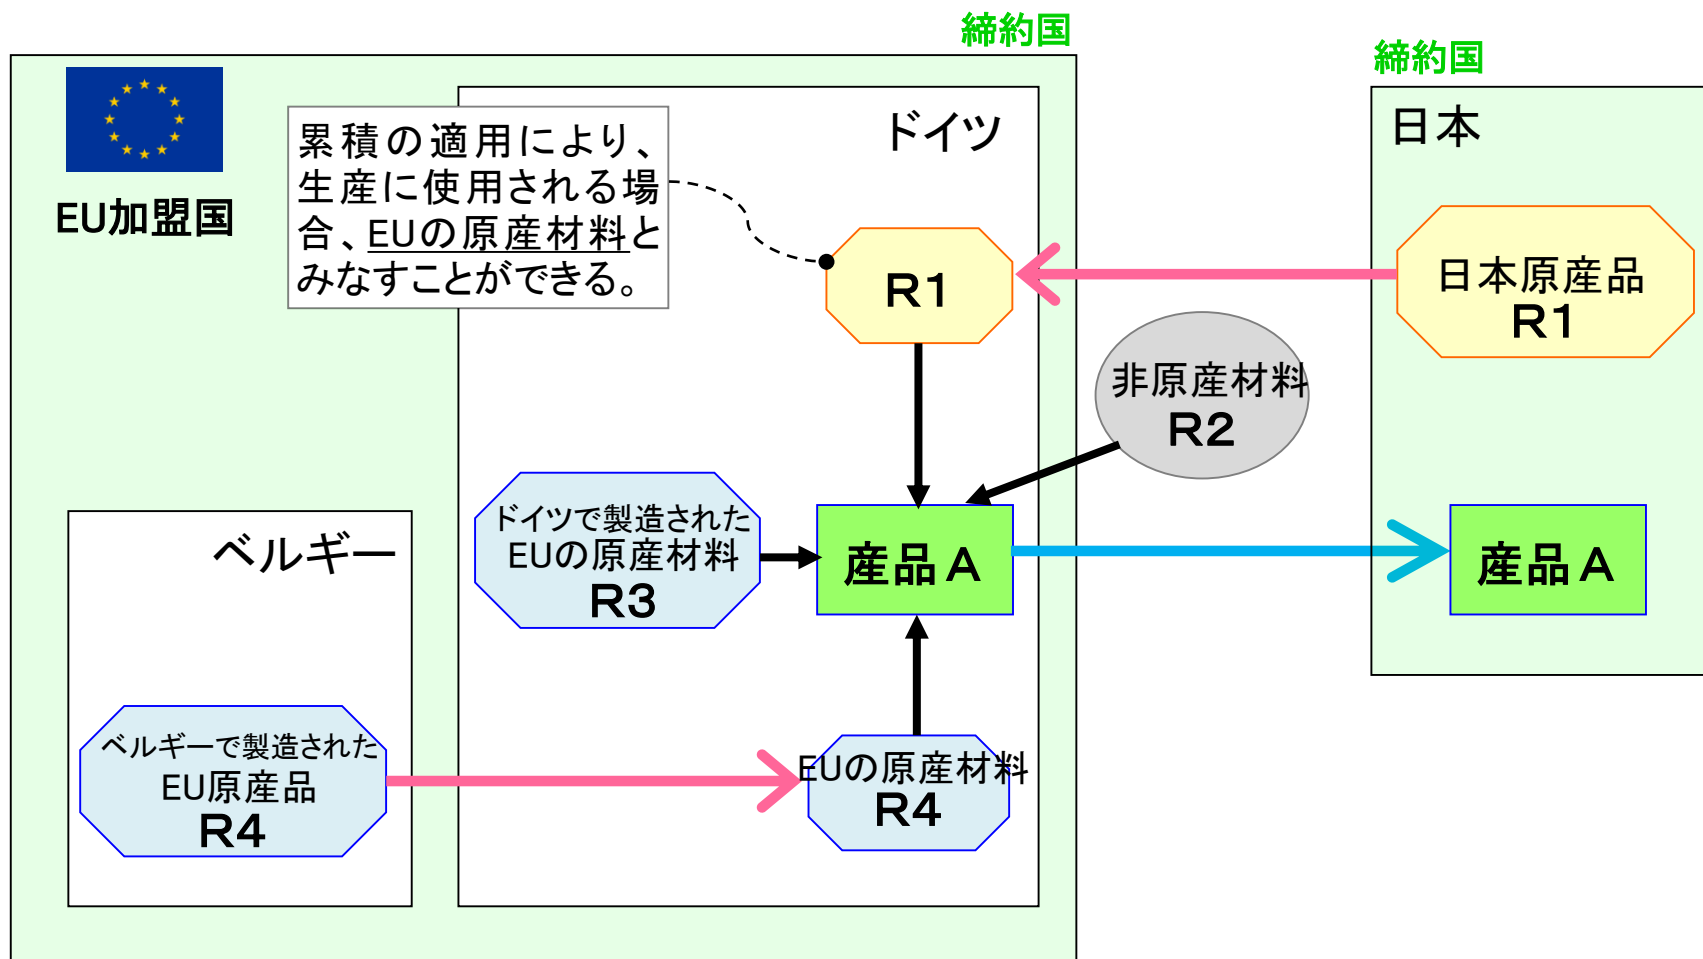 締約国
締約国
EU加盟国
累積の適用により、
生産に使用される場
合、EUの原産材料と
みなすことができる。
ドイツ
日本
R1
日本原産品
R1
非原産材料
R2
ドイツで製造された
EUの原産材料
R3
産品A
産品A
ベルギー
ベルギーで製造された
EU原産品
R4
EUの原産材料
R4